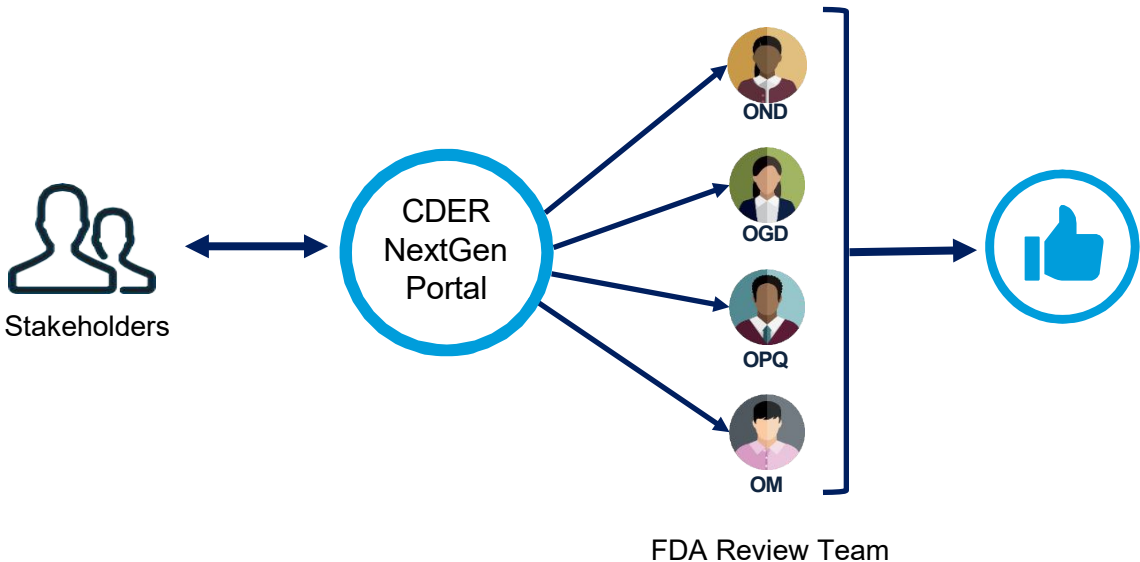 Stakeholders
CDER
NextGen
Portal
OND
OGD
OPQ
OM
FDA Review Team